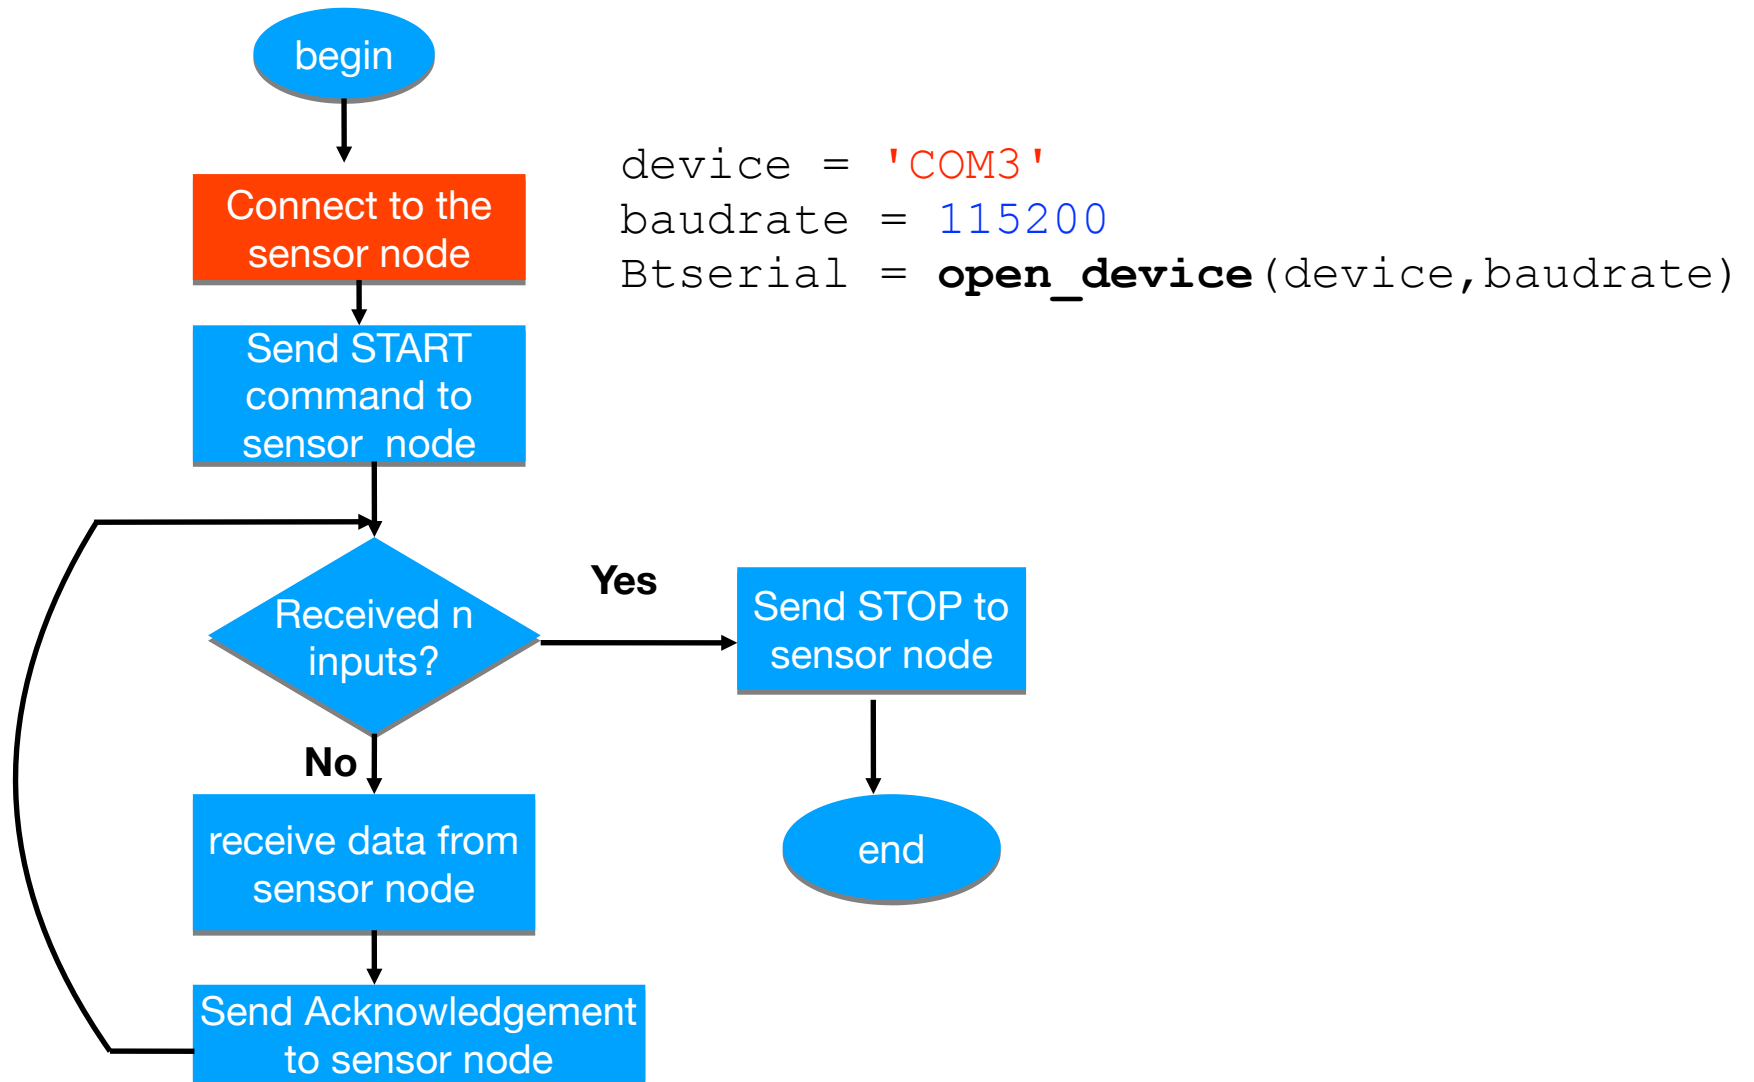 begin
Connect to the
sensor node
device = 'COM3'
baudrate = 115200
Btserial = open_device(device,baudrate)
Send START
command to
sensor  node
Received n
inputs?
Yes
Send STOP to
sensor node
No
receive data from
sensor node
end
Send Acknowledgement
to sensor node